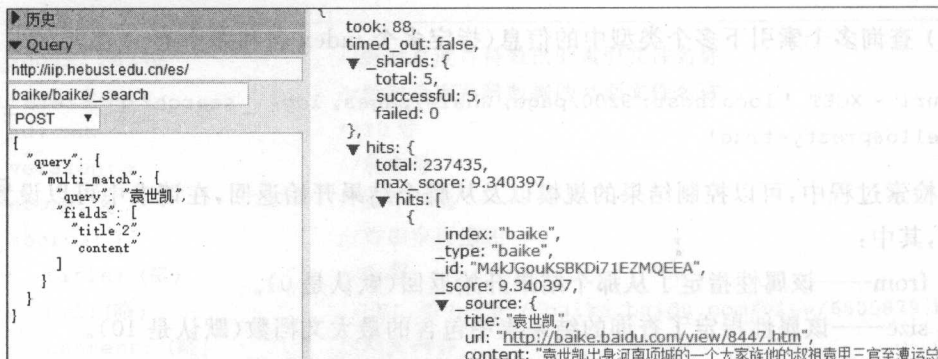 ▶ 历史
▼ Query
http://iip.hebust.edu.cn/es/
baike/baike/_search
POST ▼
{
"query": {
"multi_match": {
"query": "袁世凯",
"fields": [
"title^2",
"content"
]
}
}
}
{
took: 88,
timed_out: false,
▼ _shards: {
total: 5,
successful: 5,
failed: 0
},
▼ hits: {
total: 237435,
max_score: 9.340397,
▼ hits: [
{
_index: "baike",
_type: "baike",
_id: "M4kJGouKSBKDi71EZMQEEA",
_score: 9.340397,
▼ _source: {
title: "袁世凯",
url: "http://baike.baidu.com/view/8447.htm",
content: "袁世凯出身河南项城的一个大家族他的叔祖袁甲三官至漕运总